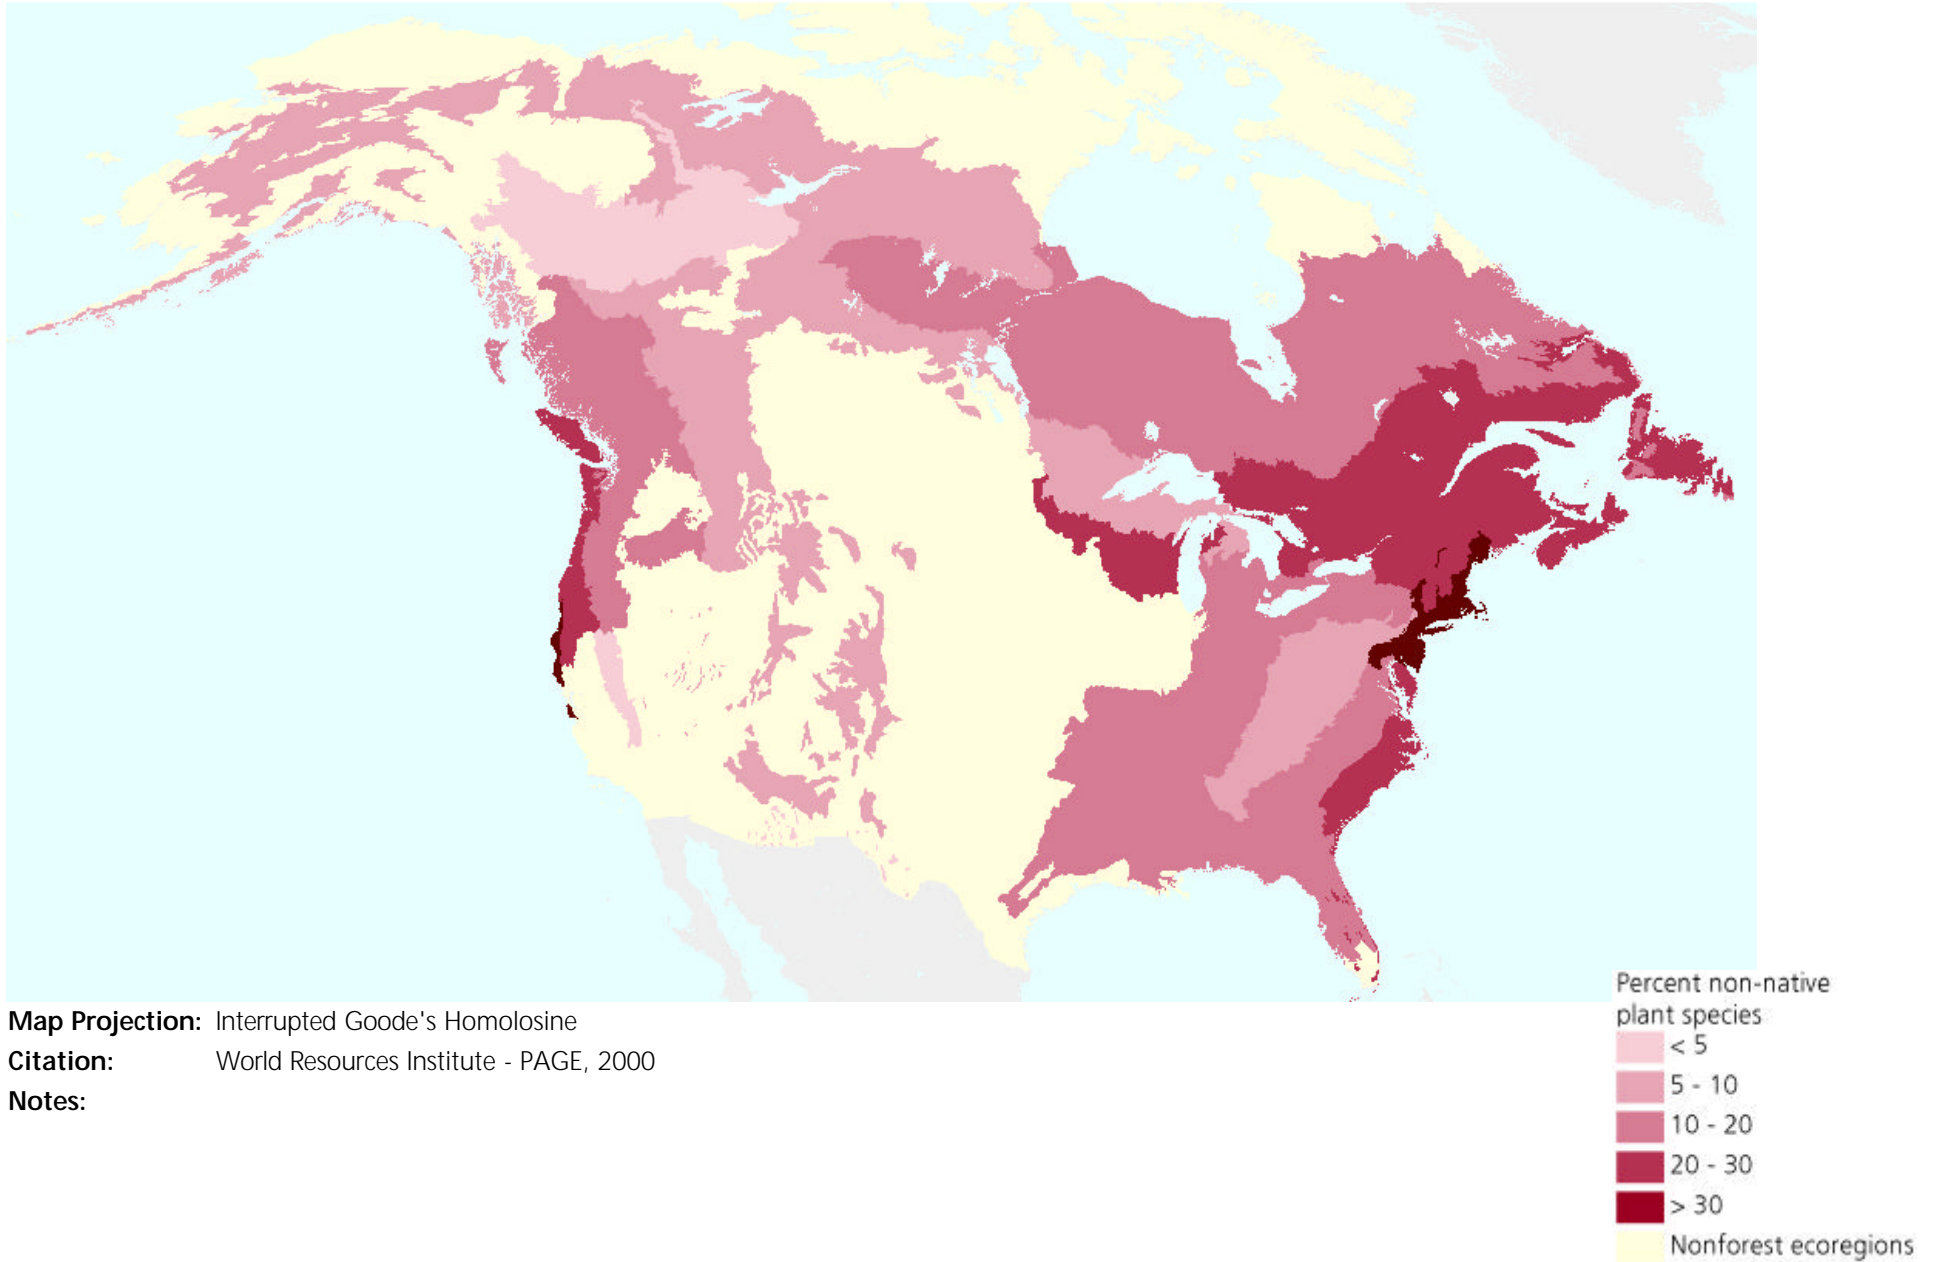 Map Projection: Interrupted Goode's Homolosine
Citation: World Resources Institute - PAGE, 2000
Notes:
Percent non-native
plant species
< 5
5 - 10
10 - 20
20 - 30
> 30
Nonforest ecoregions